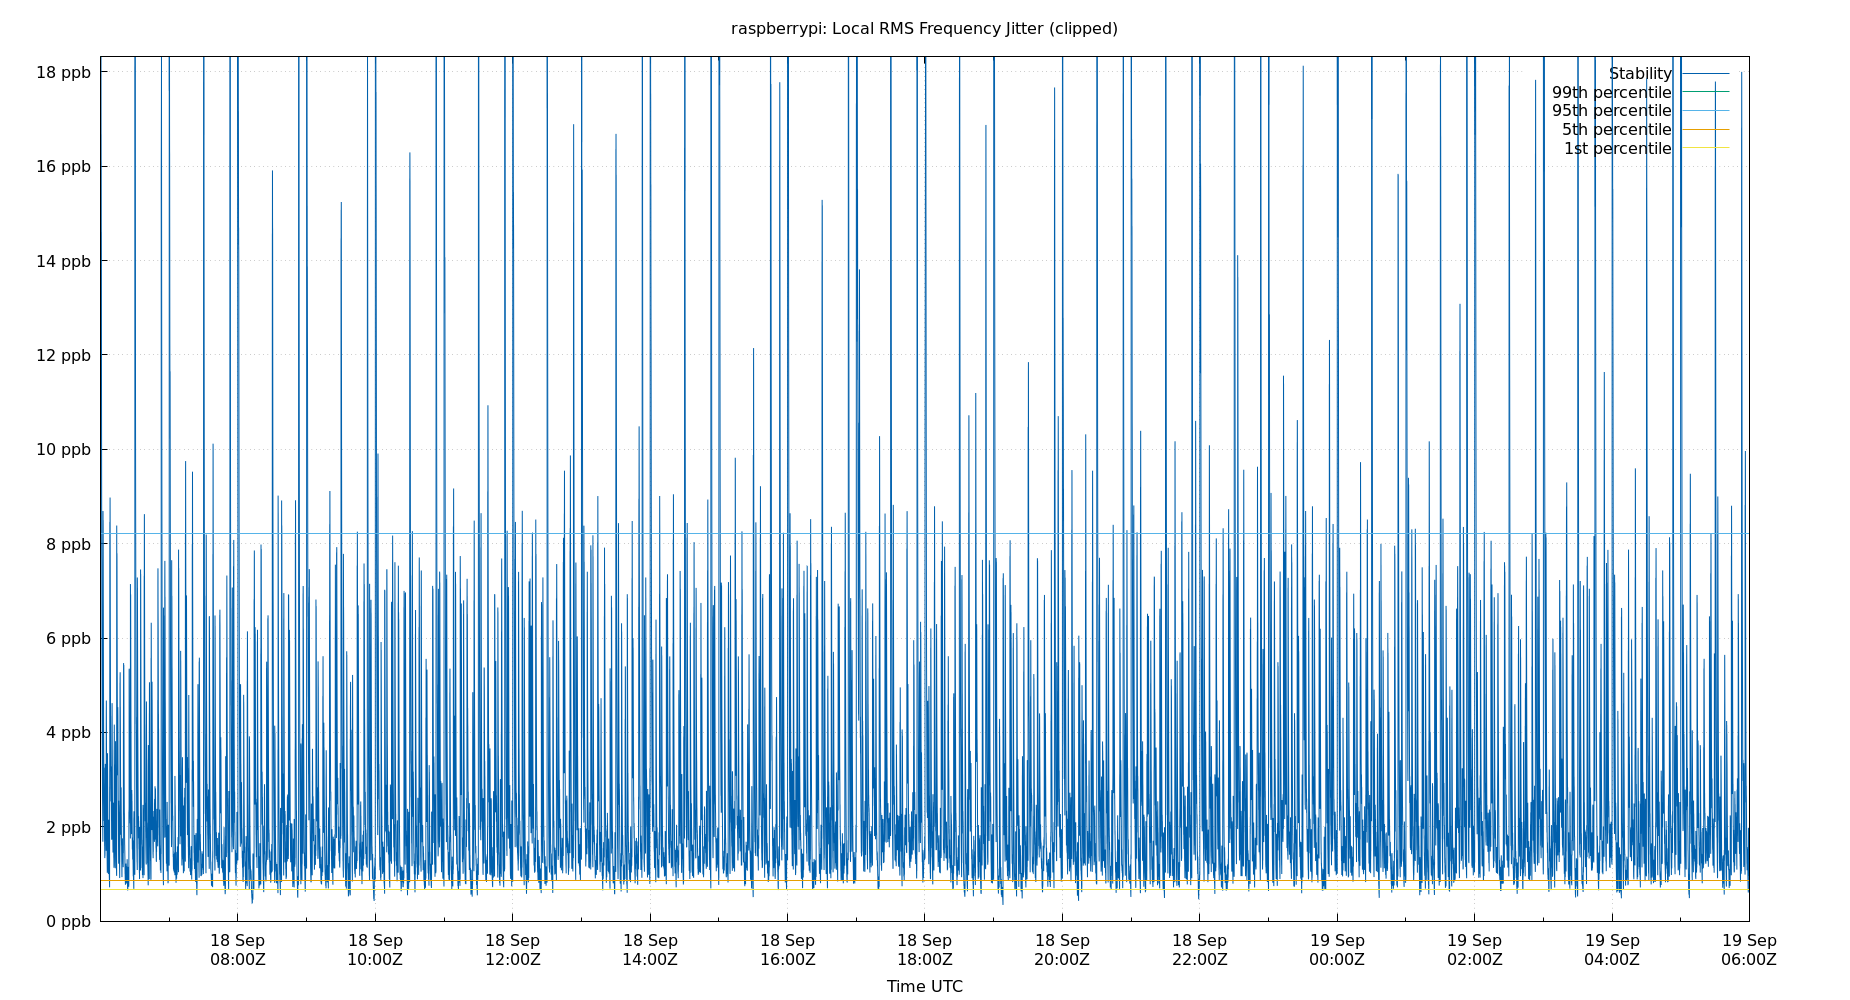 raspberrypi: Local RMS Frequency Jitter (clipped)
18 ppb
16 ppb
14 ppb
12 ppb
10 ppb
8 ppb
6 ppb
4 ppb
2 ppb
0 ppb
Stability
99th percentile
95th percentile
5th percentile
1st percentile
18 Sep
08:00Z
18 Sep
10:00Z
18 Sep
12:00Z
18 Sep
14:00Z
18 Sep
16:00Z
18 Sep
18:00Z
18 Sep
20:00Z
18 Sep
22:00Z
19 Sep
00:00Z
19 Sep
02:00Z
19 Sep
04:00Z
19 Sep
06:00Z
Time UTC